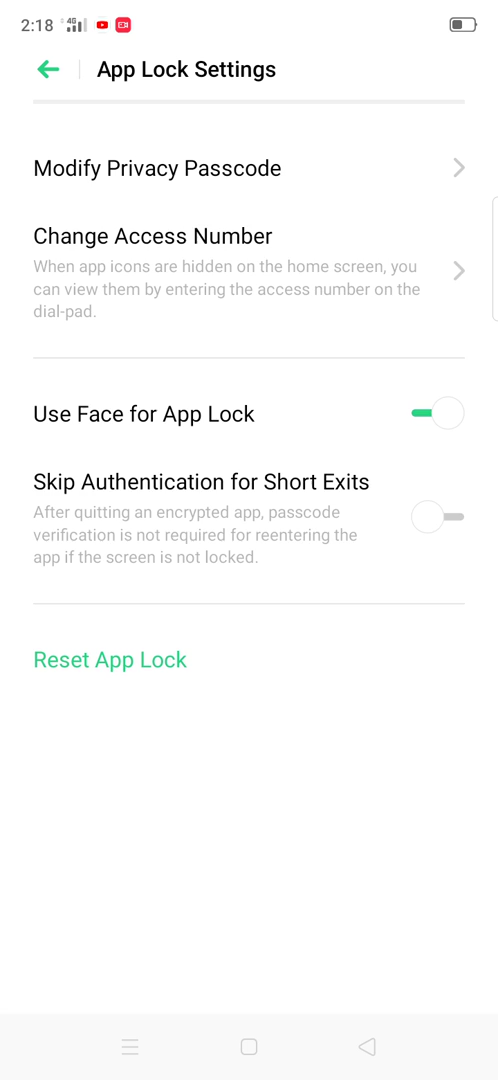 2:18 4G
App Lock Settings
Modify Privacy Passcode
Change Access Number
When app icons are hidden on the home screen, you
can view them by entering the access number on the
dial-pad.
Use Face for App Lock
Skip Authentication for Short Exits
After quitting an encrypted app, passcode
verification is not required for reentering the
app if the screen is not locked.
Reset App Lock